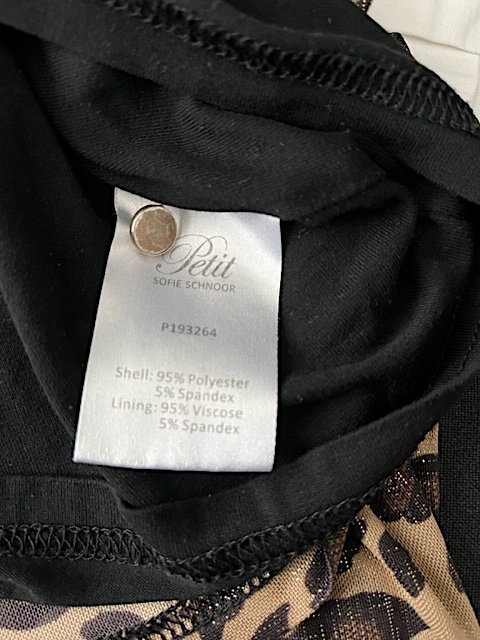 Petit
SOFIE SCHNOOR
P193264
Shell: 95% Polyester
5% Spandex
Lining: 95% Viscose
5% Spandex